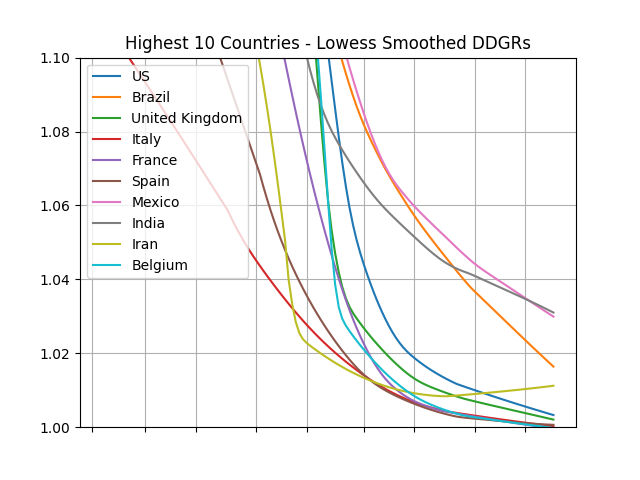 Highest 10 Countries - Lowess Smoothed DDGRs
1.10
1.08
1.06
1.04
1.02
1.00
US
Brazil
United Kingdom
Italy
France
Spain
Mexico
India
Iran
Belgium